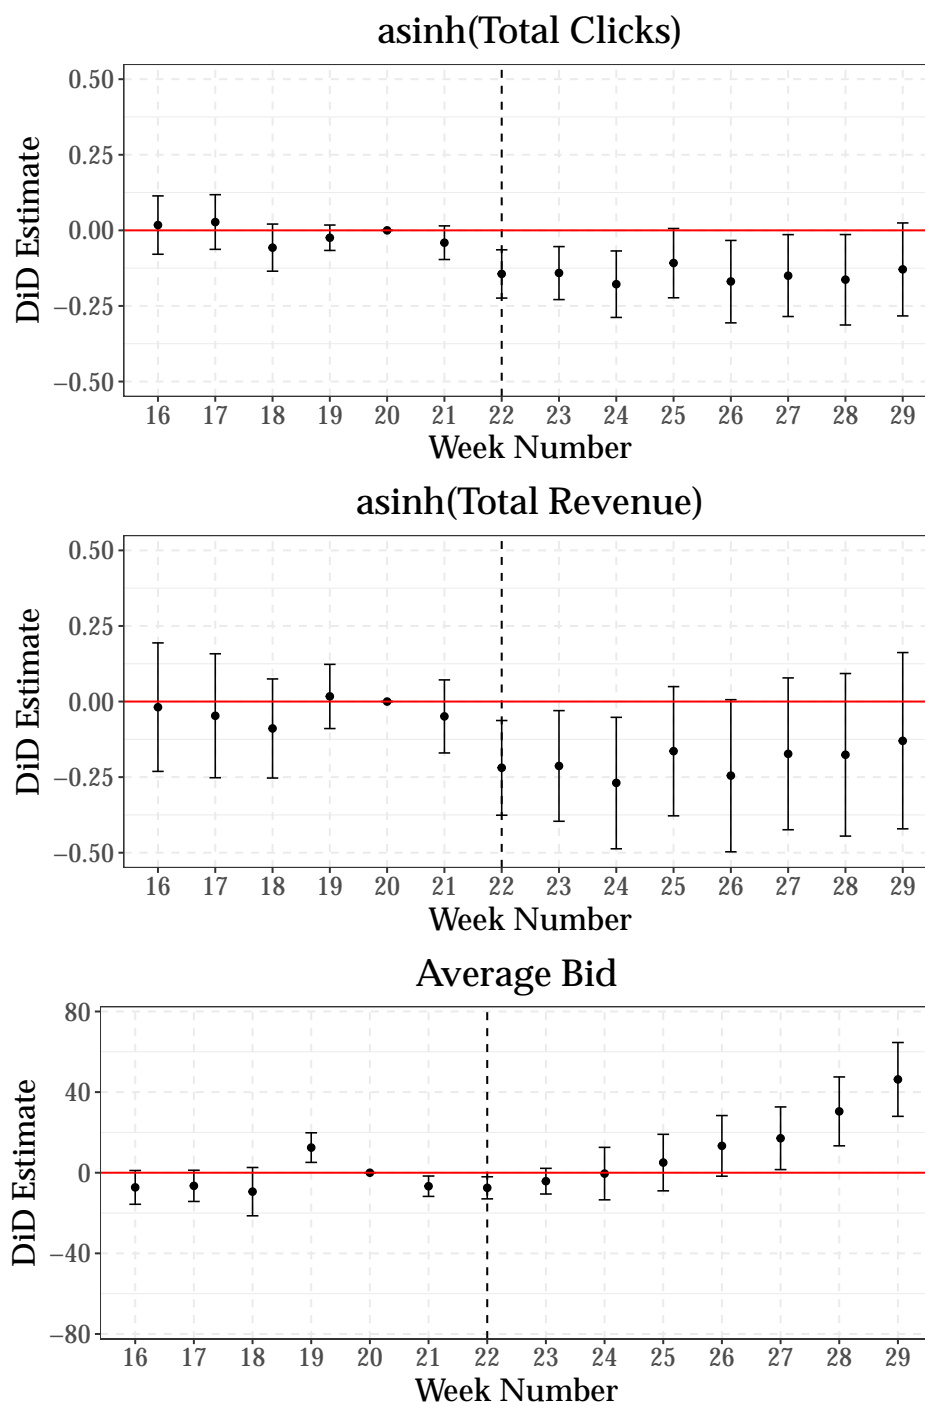 asinh(Total Clicks)
DiD Estimate
0.50
0.25
0.00
−0.25
−0.50
16 17 18 19 20 21 22 23 24 25 26 27 28 29
Week Number
asinh(Total Revenue)
DiD Estimate
0.50
0.25
0.00
−0.25
−0.50
16 17 18 19 20 21 22 23 24 25 26 27 28 29
Week Number
Average Bid
DiD Estimate
80
40
0
−40
−80
16 17 18 19 20 21 22 23 24 25 26 27 28 29
Week Number